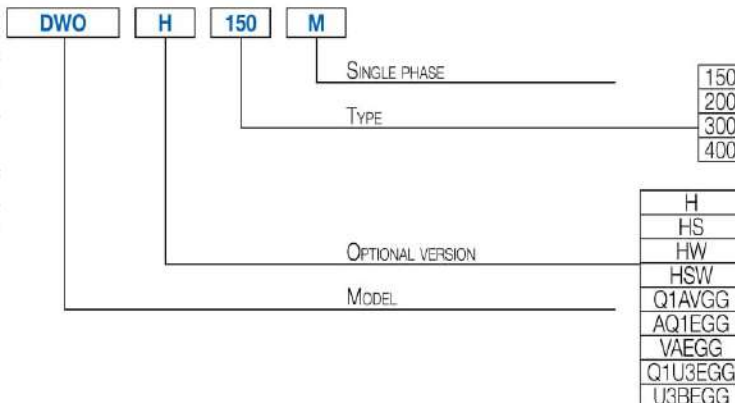 DWO H 150 M
SINGLE PHASE
TYPE
150
200
300
400
OPTIONAL VERSION
MODEL
H
HS
HW
HSW
Q1AVGG
AQ1EGG
VAEGG
Q1U3EGG
U3BEGG